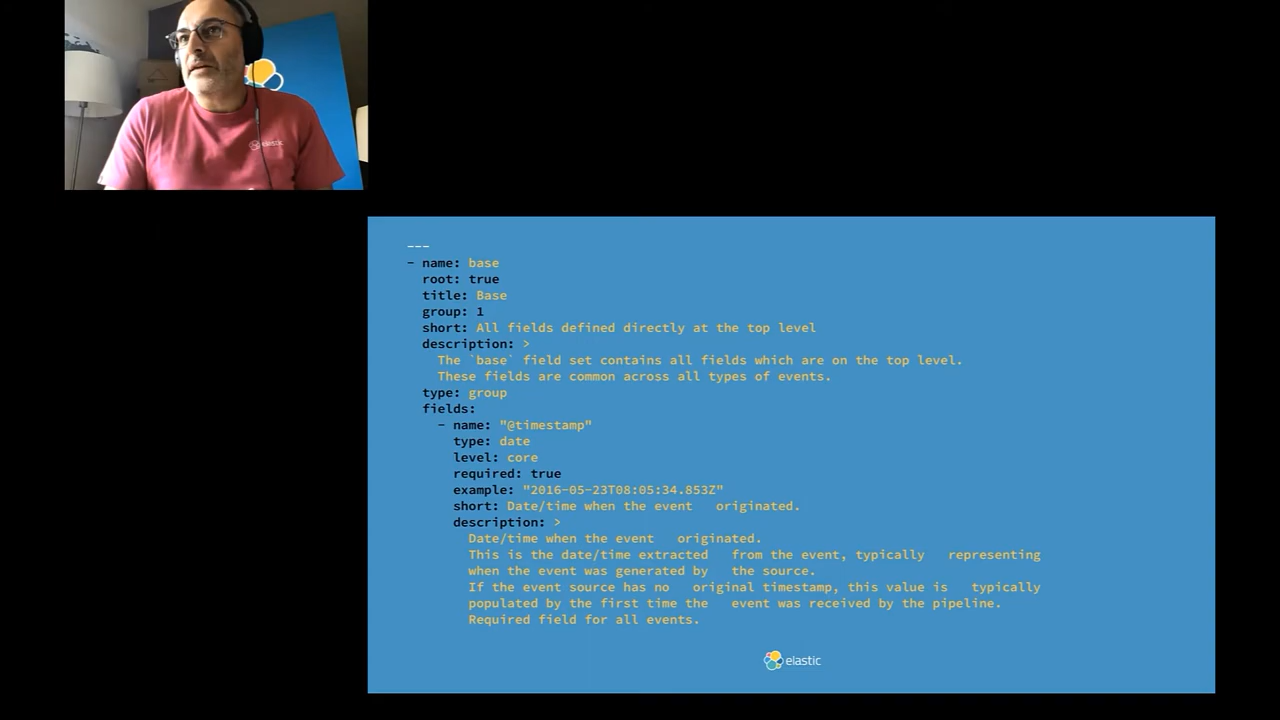 elastic
---
- name: base
root: true
title: Base
group: 1
short: All fields defined directly at the top level
description: >
The `base` field set contains all fields which are on the top level.
These fields are common across all types of events.
type: group
fields:
- name: "@timestamp"
type: date
level: core
required: true
example: "2016-05-23T08:05:34.853Z"
short: Date/time when the event originated.
description: >
Date/time when the event originated.
This is the date/time extracted from the event, typically representing
when the event was generated by the source.
If the event source has no original timestamp, this value is typically
populated by the first time the event was received by the pipeline.
Required field for all events.
elastic